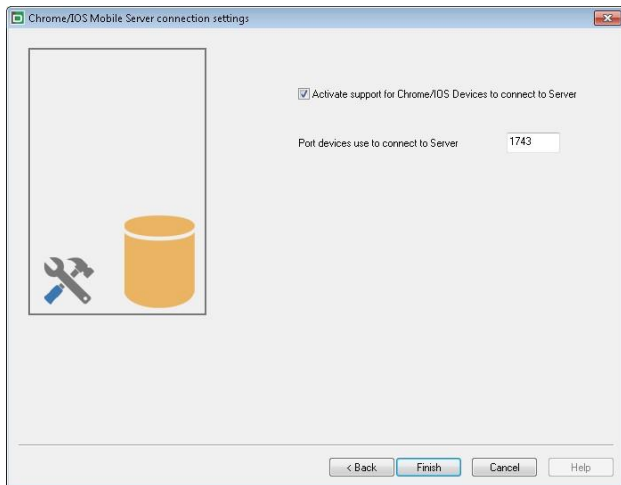 Chrome/IOS Mobile Server connection settings
Activate support for Chrome/IOS Devices to connect to Server
Port devices use to connect to Server 1743
< Back Finish Cancel Help